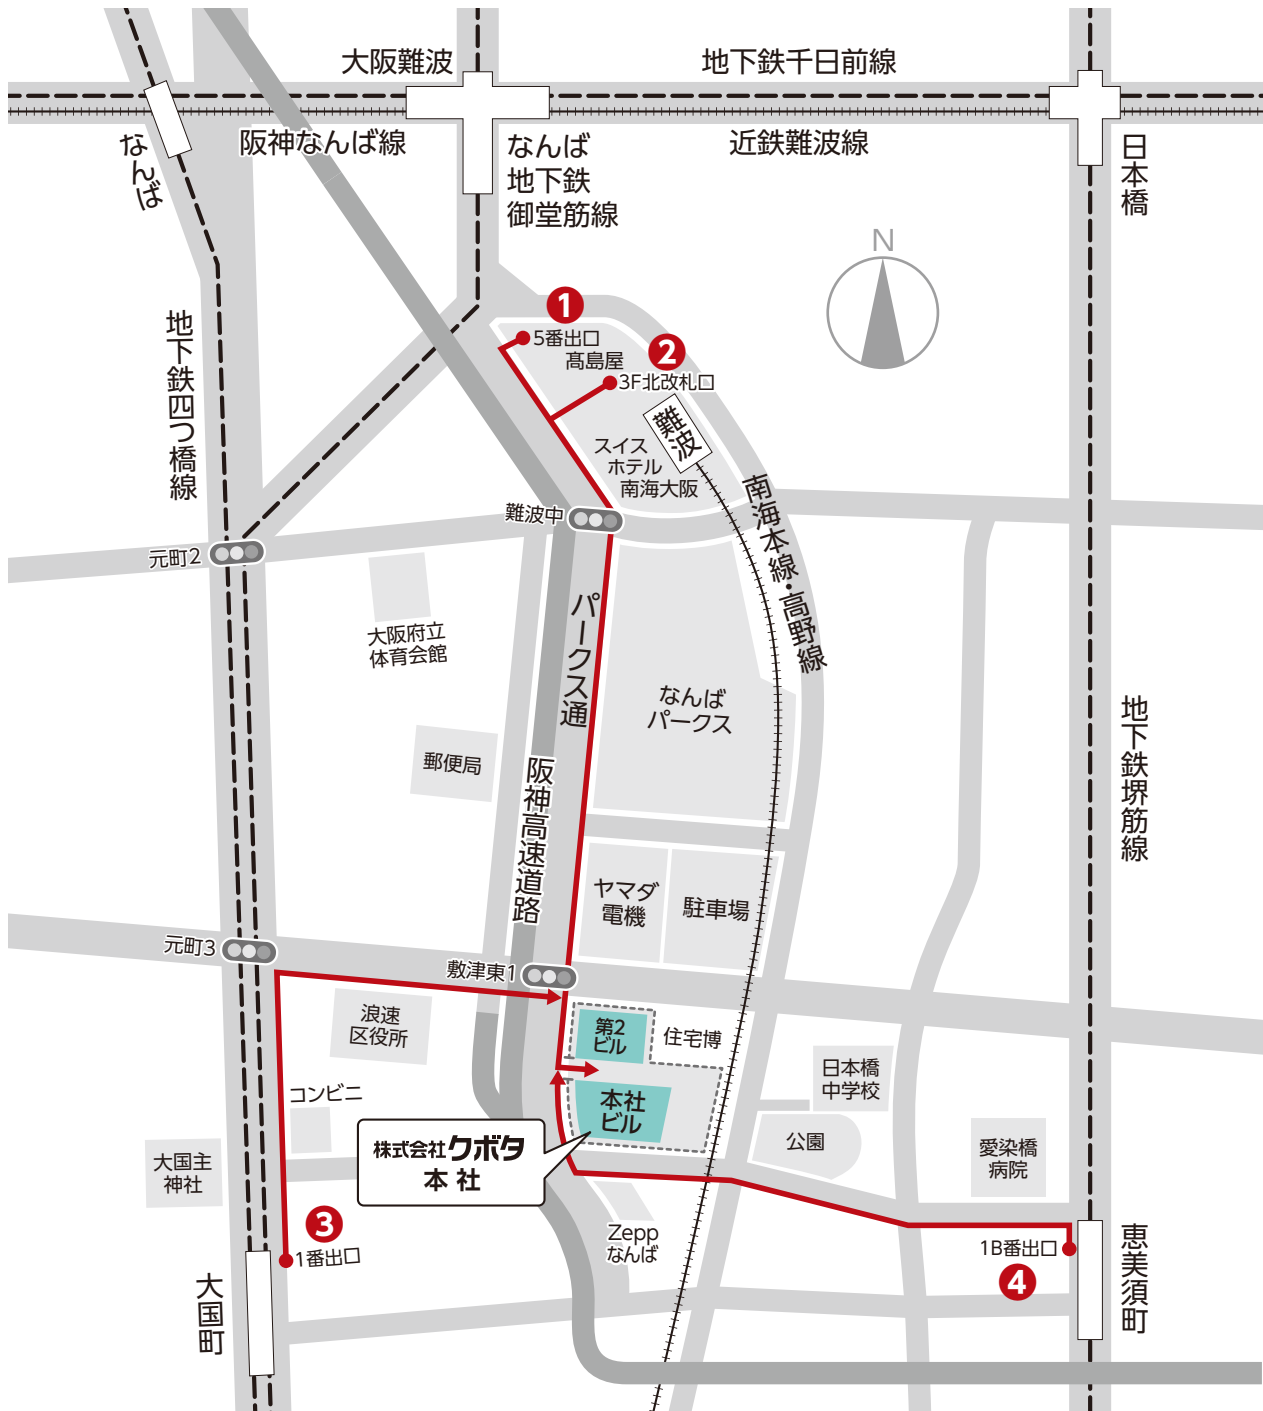 大阪難波
地下鉄千日前線
阪神なんば線
近鉄難波線
なんば
なんば
地下鉄
御堂筋線
日本橋
N
1
5番出口
髙島屋
2
3F北改札口
難波
スイス
ホテル
南海大阪
地下鉄四つ橋線
難波中
元町2
南海本線・高野線
大阪府立
体育会館
パークス通
なんば
パークス
郵便局
阪神高速道路
地下鉄堺筋線
ヤマダ
電機
駐車場
元町3
敷津東1
浪速
区役所
第2
ビル
住宅博
日本橋
中学校
コンビニ
本社
ビル
株式会社クボタ
本社
公園
愛染橋
病院
大国主
神社
3
1番出口
Zepp
なんば
1B番出口
4
大国町
恵美須町